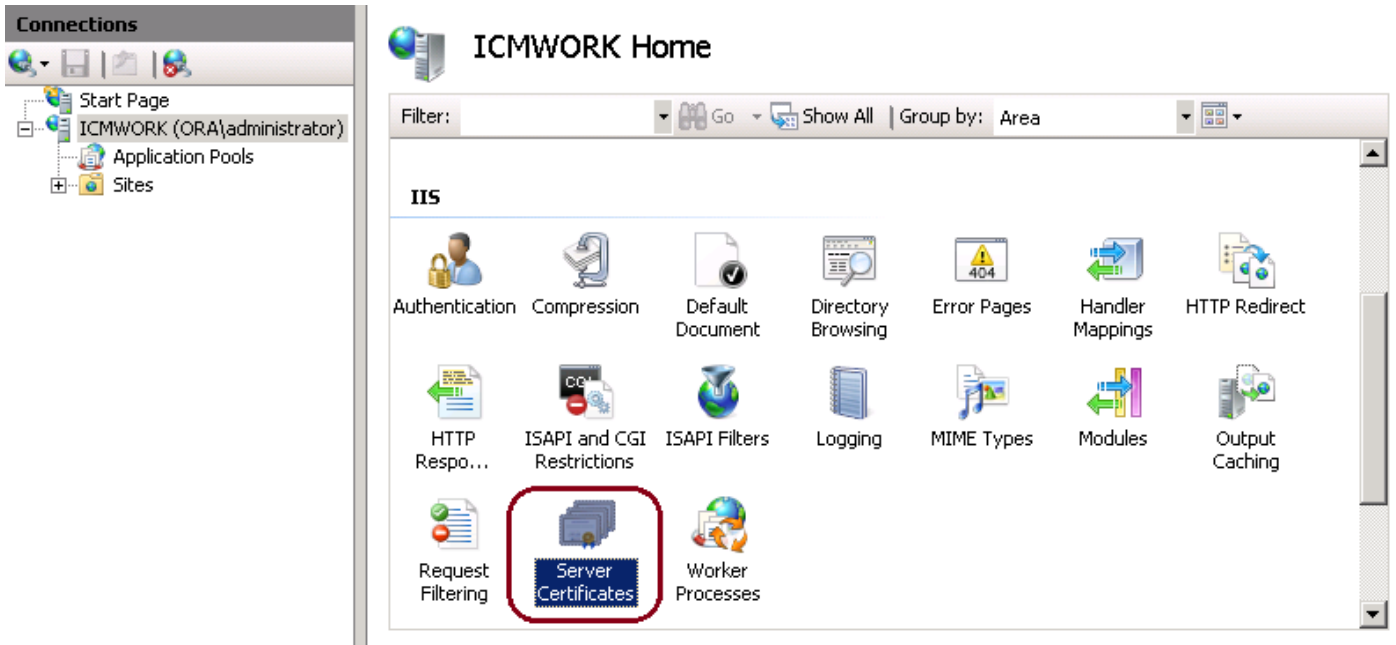 Connections
ICMWORK Home
Start Page
ICMWORK (ORA\administrator)
Application Pools
Sites
Filter: Go Show All Group by: Area
IIS
Authentication Compression Default Document Directory Browsing Error Pages Handler Mappings HTTP Redirect
404
HTTP Respo... ISAPI and CGI Restrictions ISAPI Filters Logging MIME Types Modules Output Caching
Request Filtering Server Certificates Worker Processes